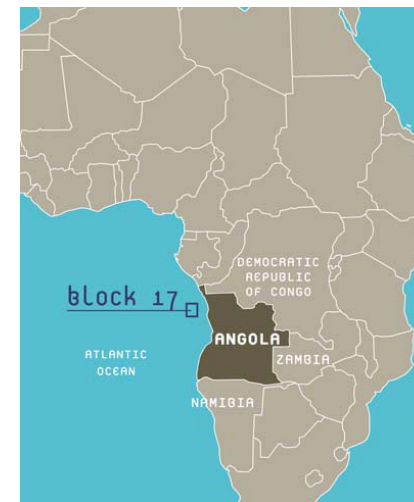 DEMOCRATIC
REPUBLIC
OF CONGO
block 17
ANGOLA
ZAMBIA
ATLANTIC
OCEAN
NAMIBIA